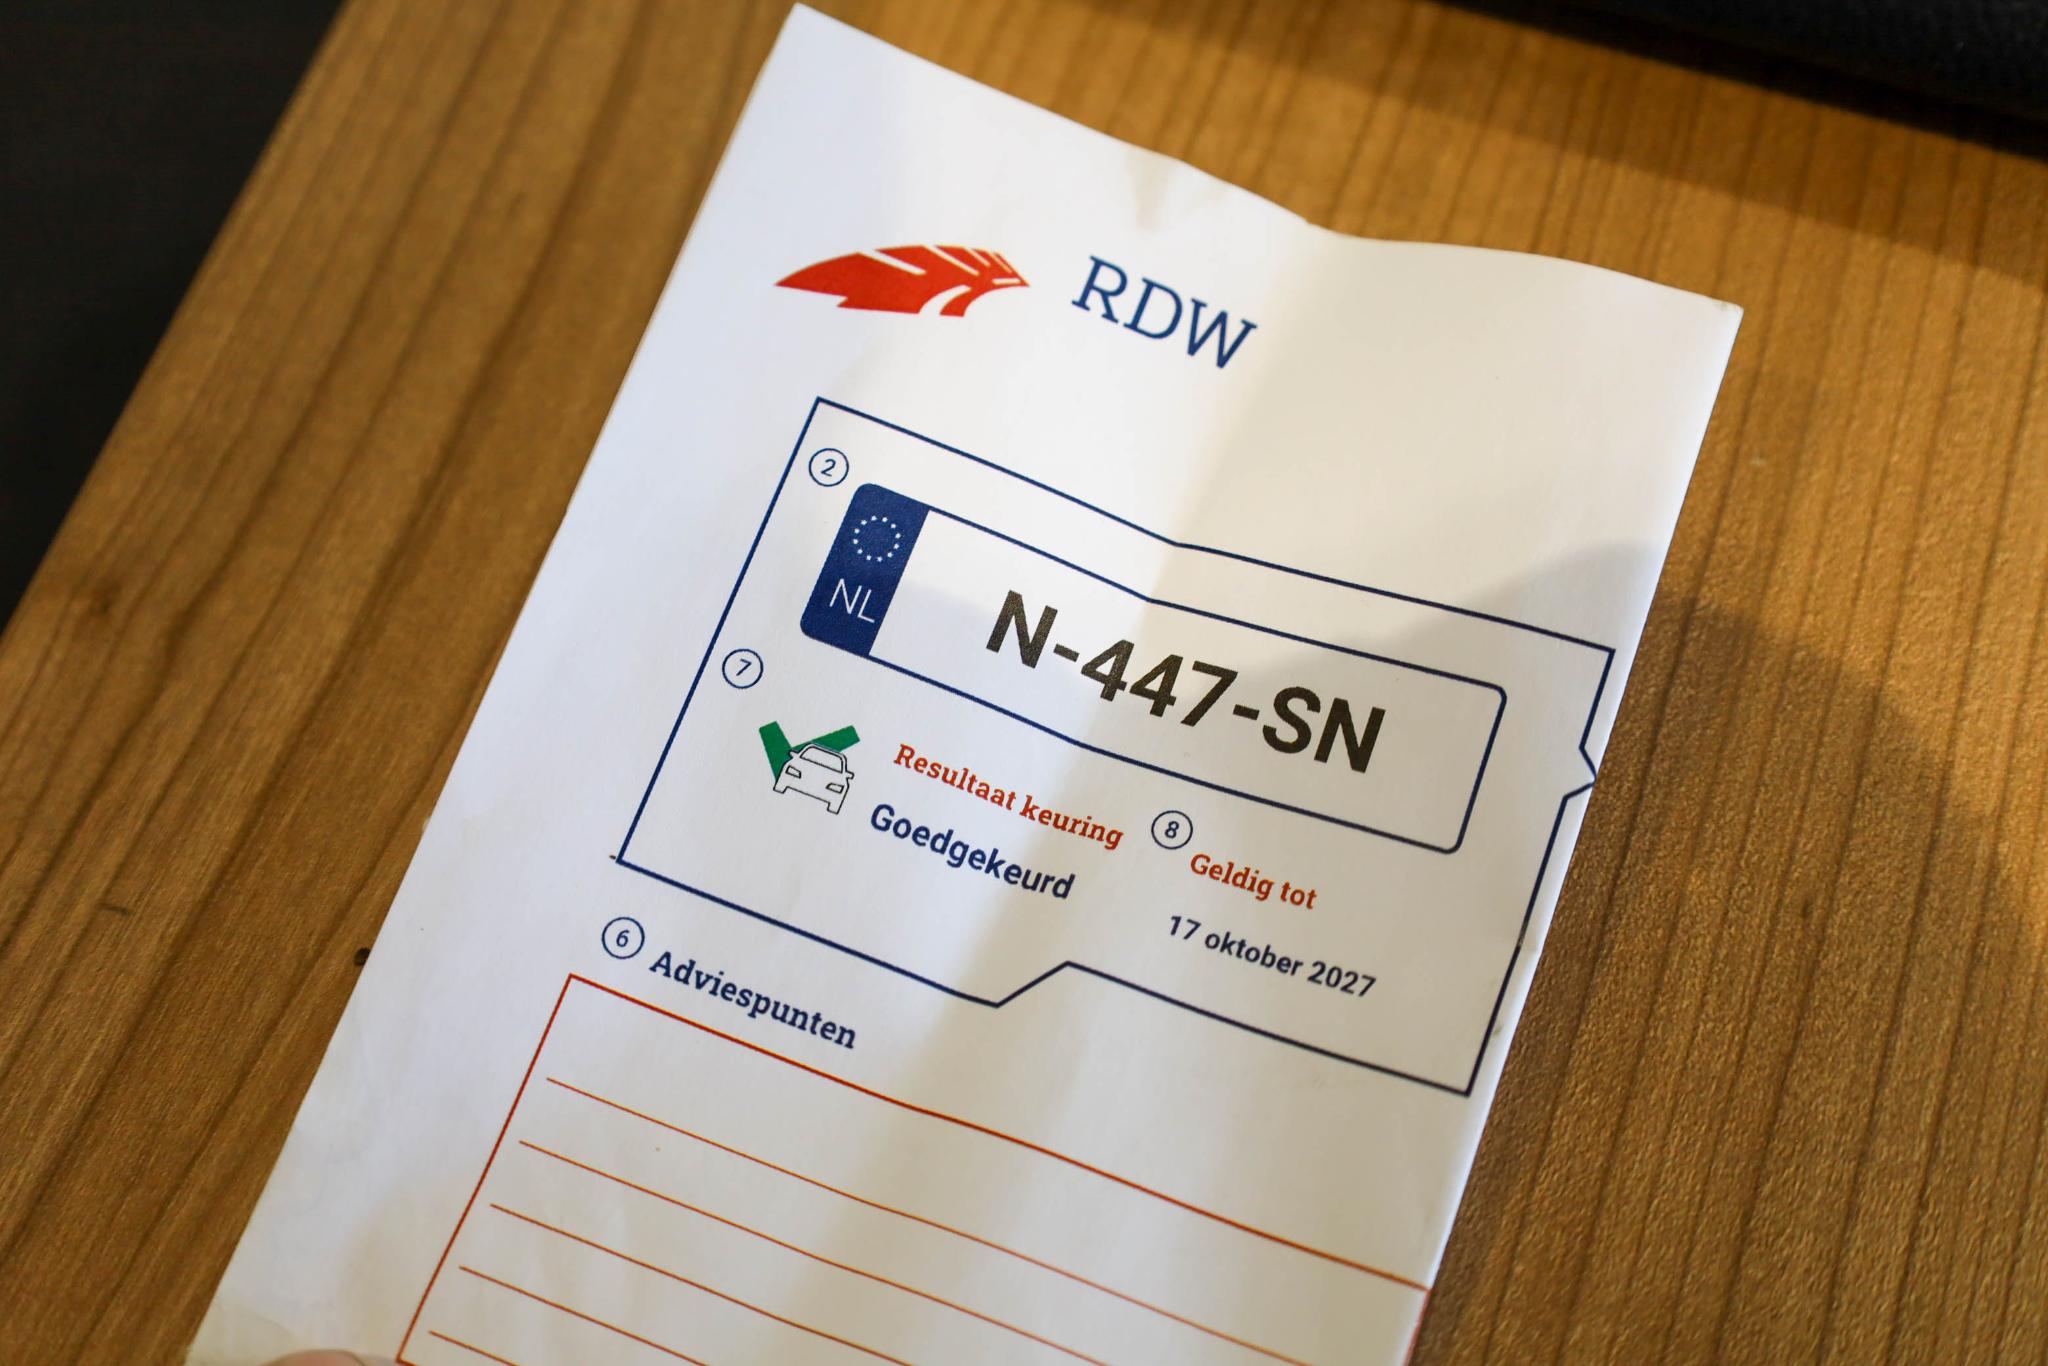 RDW
2
NL
N-447-SN
7
Resultaat keuring
Goedgekeurd
8
Geldig tot
17 oktober 2027
6 Adviespunten